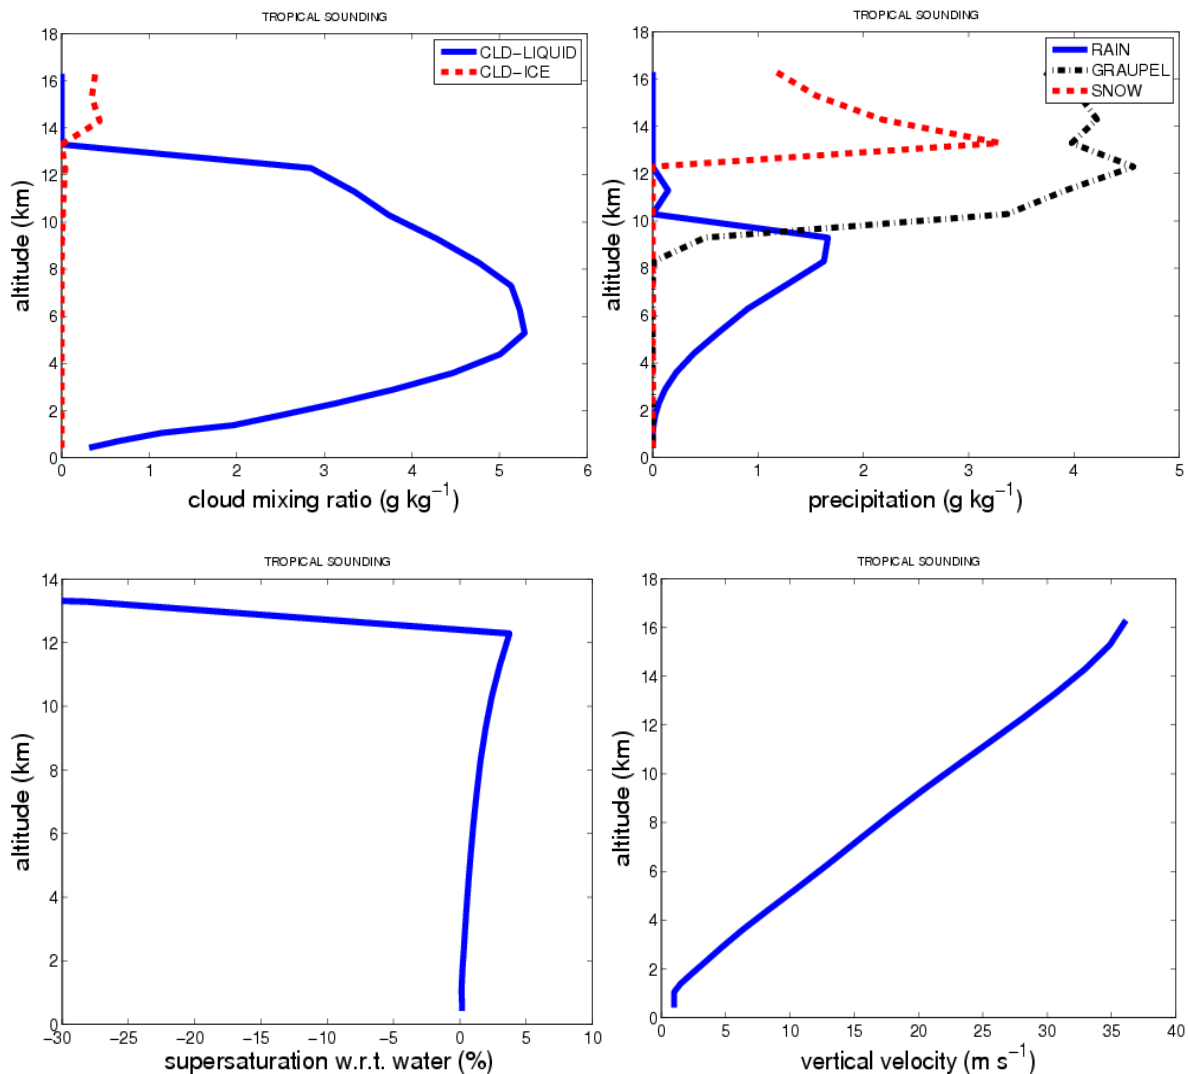 TROPICAL SOUNDING
18
16
14
12
10
8
6
4
2
0
altitude (km)
CLD-LIQUID
CLD-ICE
0 1 2 3 4 5 6
cloud mixing ratio (g kg⁻¹)
TROPICAL SOUNDING
18
16
14
12
10
8
6
4
2
0
altitude (km)
RAIN
GRAUPEL
SNOW
0 1 2 3 4 5
precipitation (g kg⁻¹)
TROPICAL SOUNDING
14
12
10
8
6
4
2
0
altitude (km)
-30 -25 -20 -15 -10 -5 0 5 10
supersaturation w.r.t. water (%)
TROPICAL SOUNDING
18
16
14
12
10
8
6
4
2
0
altitude (km)
0 5 10 15 20 25 30 35 40
vertical velocity (m s⁻¹)